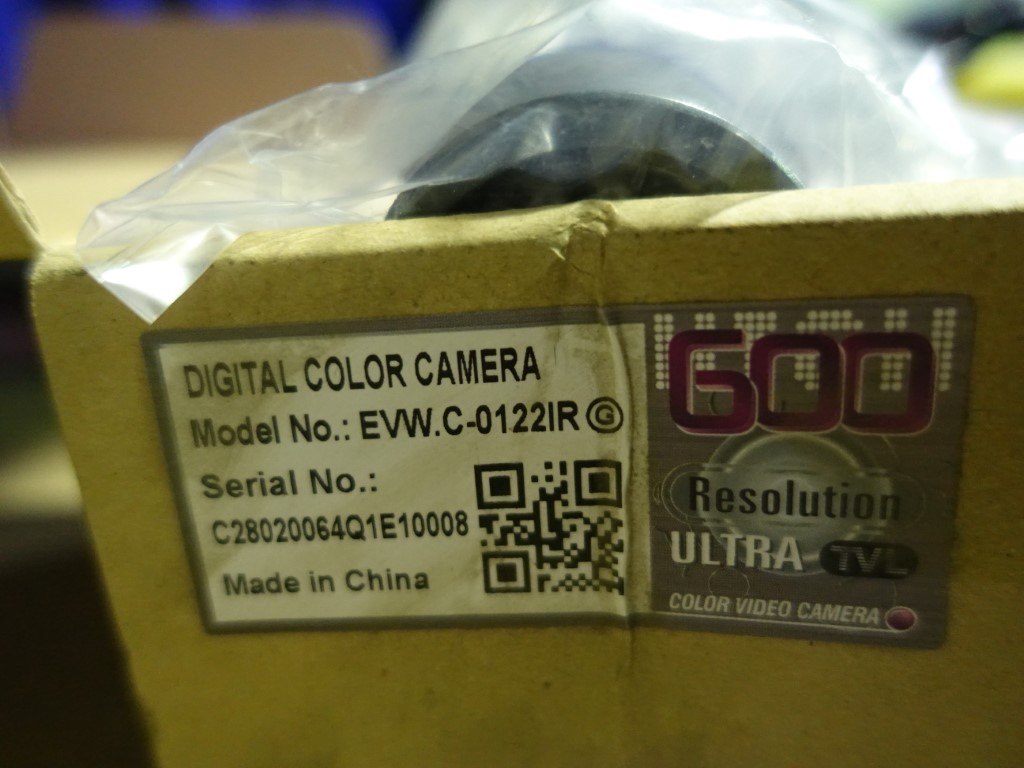 DIGITAL COLOR CAMERA
Model No.: EVW.C-0122IR Ⓖ
Serial No.:
C28020064Q1E10008
Made in China
600
Resolution
ULTRA TVL
COLOR VIDEO CAMERA